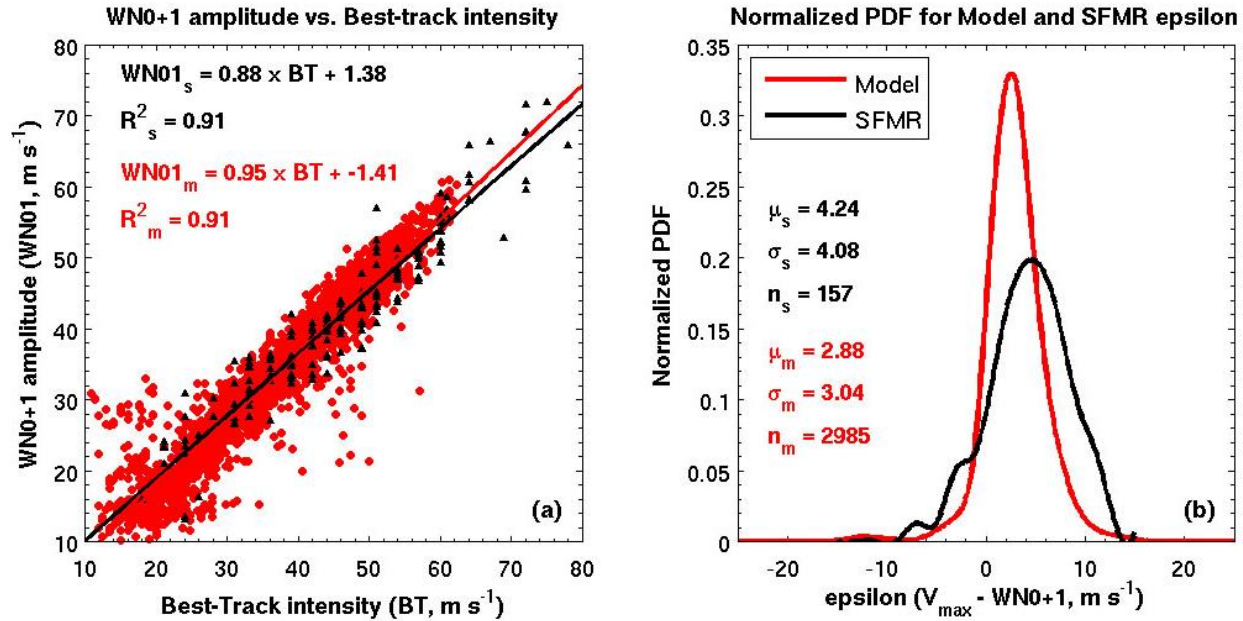 WN0+1 amplitude vs. Best-track intensity
80
70
60
50
40
30
20
10
WN0+1 amplitude (WN01, m s⁻¹)
WN01ₛ = 0.88 × BT + 1.38
R²ₛ = 0.91
WN01ₘ = 0.95 × BT + -1.41
R²ₘ = 0.91
(a)
10 20 30 40 50 60 70 80
Best-Track intensity (BT, m s⁻¹)
Normalized PDF for Model and SFMR epsilon
0.35
0.3
0.25
0.2
0.15
0.1
0.05
0
Normalized PDF
Model
SFMR
μₛ = 4.24
σₛ = 4.08
nₛ = 157
μₘ = 2.88
σₘ = 3.04
nₘ = 2985
(b)
-20 -10 0 10 20
epsilon (Vmax - WN0+1, m s⁻¹)